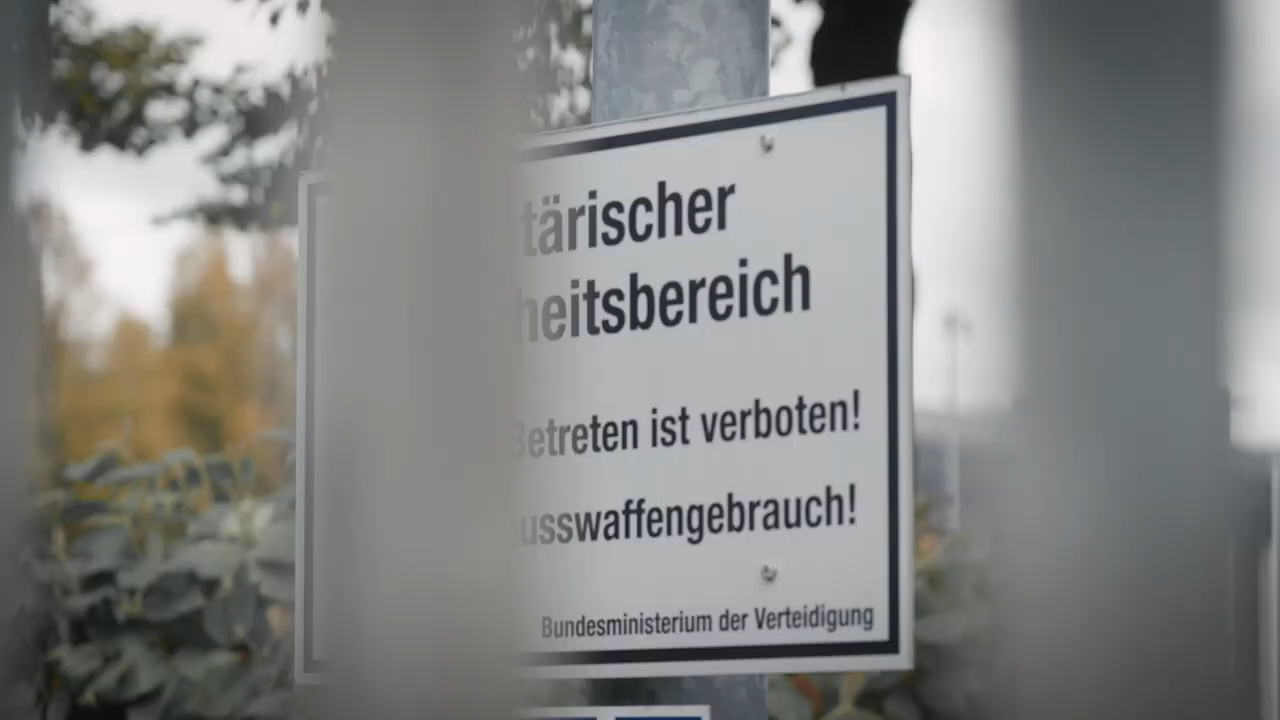 tärischer
heitsbereich
Betreten ist verboten!
usswaffengebrauch!
Bundesministerium der Verteidigung